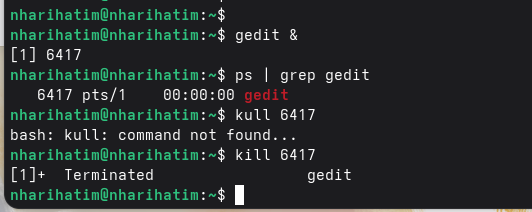 nharihatim@nharihatim:~$
nharihatim@nharihatim:~$ gedit &
[1] 6417
nharihatim@nharihatim:~$ ps | grep gedit
   6417 pts/1    00:00:00 gedit
nharihatim@nharihatim:~$ kull 6417
bash: kull: command not found...
nharihatim@nharihatim:~$ kill 6417
[1]+  Terminated                 gedit
nharihatim@nharihatim:~$